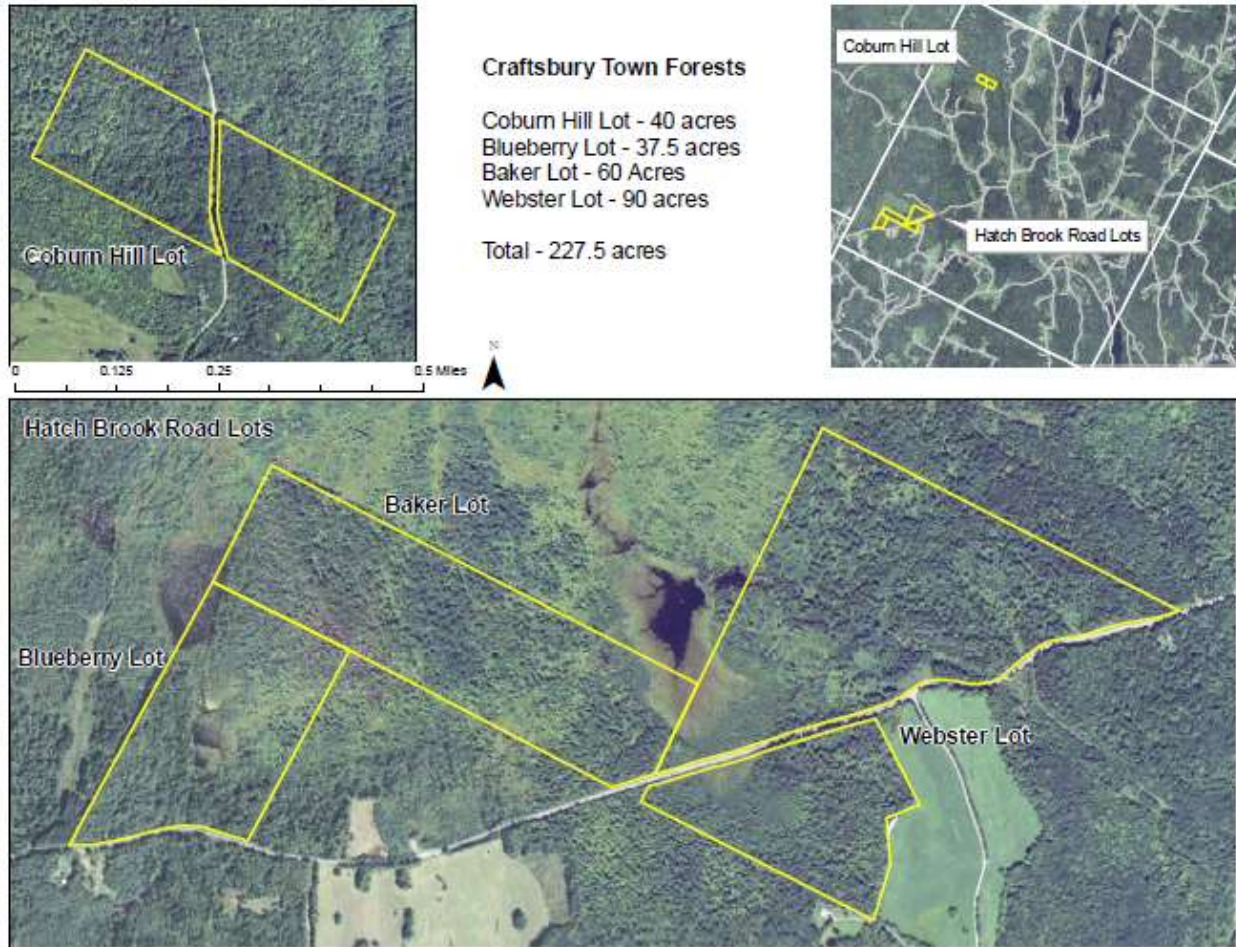 Craftsbury Town Forests
Coburn Hill Lot - 40 acres
Blueberry Lot - 37.5 acres
Baker Lot - 60 Acres
Webster Lot - 90 acres
Total - 227.5 acres
Coburn Hill Lot
Coburn Hill Lot
Hatch Brook Road Lots
0 0.125 0.25 0.5 Miles
N
Hatch Brook Road Lots
Baker Lot
Blueberry Lot
Webster Lot